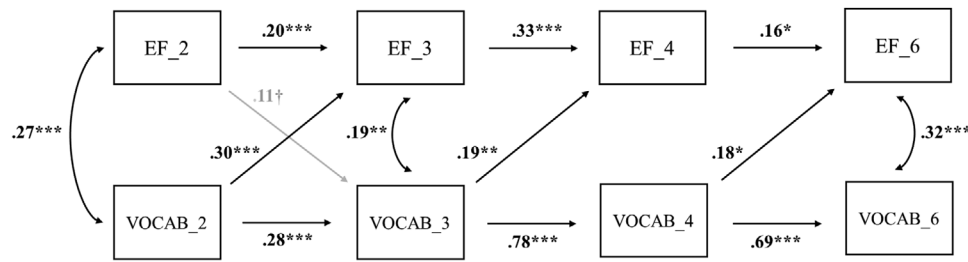 EF_2
.20***
EF_3
.33***
EF_4
.16*
EF_6
.11†
.27***
.30***
.19**
.19**
.18*
.32***
VOCAB_2
.28***
VOCAB_3
.78***
VOCAB_4
.69***
VOCAB_6